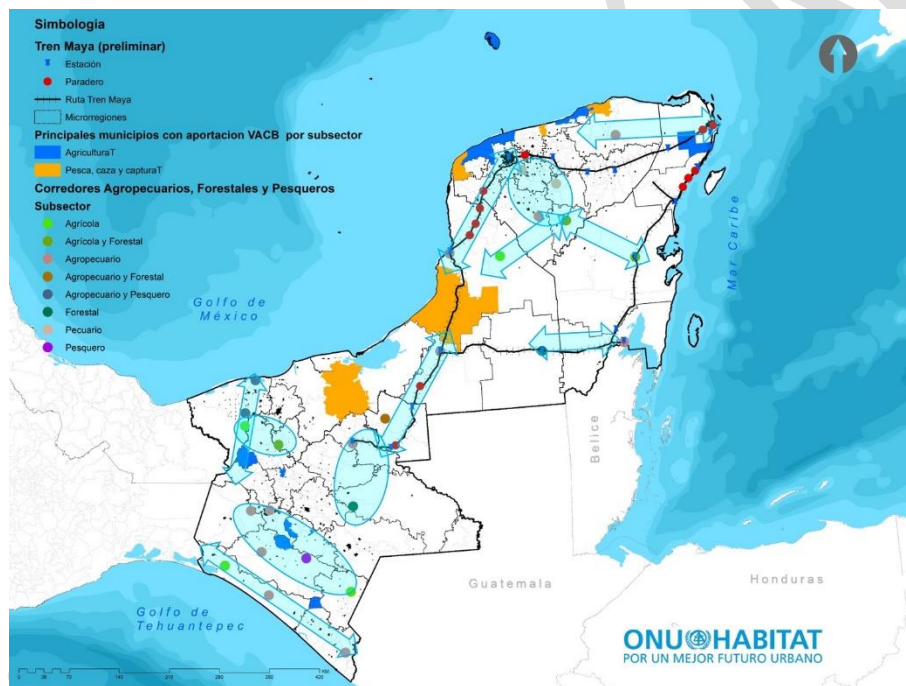 Simbología
Tren Maya (preliminar)
Estación
Paradero
Ruta Tren Maya
Microrregiones
Principales municipios con aportacion VACB por subsector
AgriculturaT
Pesca, caza y capturaT
Corredores Agropecuarios, Forestales y Pesqueros
Subsector
Agrícola
Agrícola y Forestal
Agropecuario
Agropecuario y Forestal
Agropecuario y Pesquero
Forestal
Pecuario
Pesquero
Golfo de
México
Mar Caribe
Belice
Guatemala
Honduras
Golfo de
Tehuantepec
ONU HABITAT
POR UN MEJOR FUTURO URBANO